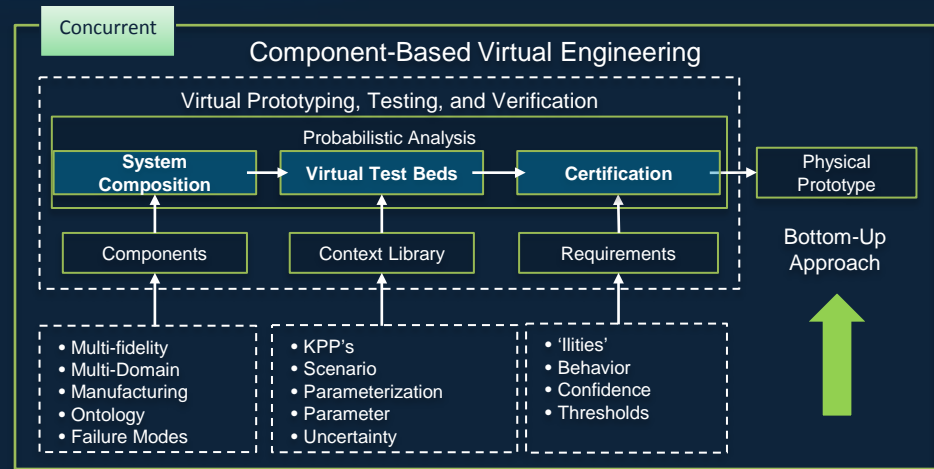 Concurrent
Component-Based Virtual Engineering
Virtual Prototyping, Testing, and Verification
Probabilistic Analysis
System
Composition
Virtual Test Beds
Certification
Physical
Prototype
Components
Context Library
Requirements
Bottom-Up
Approach
• Multi-fidelity
• Multi-Domain
• Manufacturing
• Ontology
• Failure Modes
• KPP's
• Scenario
• Parameterization
• Parameter
• Uncertainty
• 'Ilities'
• Behavior
• Confidence
• Thresholds